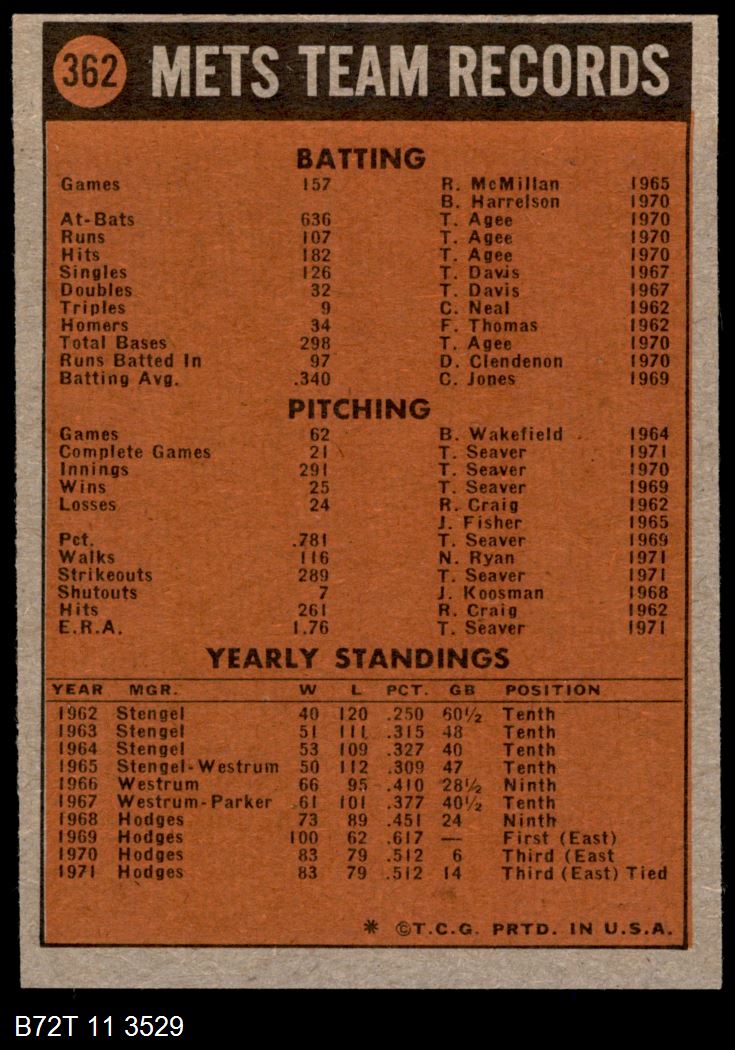 362 METS TEAM RECORDS
BATTING
Games 157 R. McMillan 1965
B. Harrelson 1970
At-Bats 636 T. Agee 1970
Runs 107 T. Agee 1970
Hits 182 T. Agee 1970
Singles 126 T. Davis 1967
Doubles 32 T. Davis 1967
Triples 9 C. Neal 1962
Homers 34 F. Thomas 1962
Total Bases 298 T. Agee 1970
Runs Batted In 97 D. Clendenon 1970
Batting Avg. .340 C. Jones 1969
PITCHING
Games 62 B. Wakefield 1964
Complete Games 21 T. Seaver 1971
Innings 291 T. Seaver 1970
Wins 25 T. Seaver 1969
Losses 24 R. Craig 1962
J. Fisher 1965
Pct. .781 T. Seaver 1969
Walks 116 N. Ryan 1971
Strikeouts 289 T. Seaver 1971
Shutouts 7 J. Koosman 1968
Hits 261 R. Craig 1962
E.R.A. 1.76 T. Seaver 1971
YEARLY STANDINGS
YEAR MGR. W L PCT. GB POSITION
1962 Stengel 40 120 .250 60½ Tenth
1963 Stengel 51 111 .315 48 Tenth
1964 Stengel 53 109 .327 40 Tenth
1965 Stengel-Westrum 50 112 .309 47 Tenth
1966 Westrum 66 95 .410 28½ Ninth
1967 Westrum-Parker 61 101 .377 40½ Tenth
1968 Hodges 73 89 .451 24 Ninth
1969 Hodges 100 62 .617 — First (East)
1970 Hodges 83 79 .512 6 Third (East
1971 Hodges 83 79 .512 14 Third (East) Tied
* ©T.C.G. PRTD. IN U.S.A.
B72T 11 3529